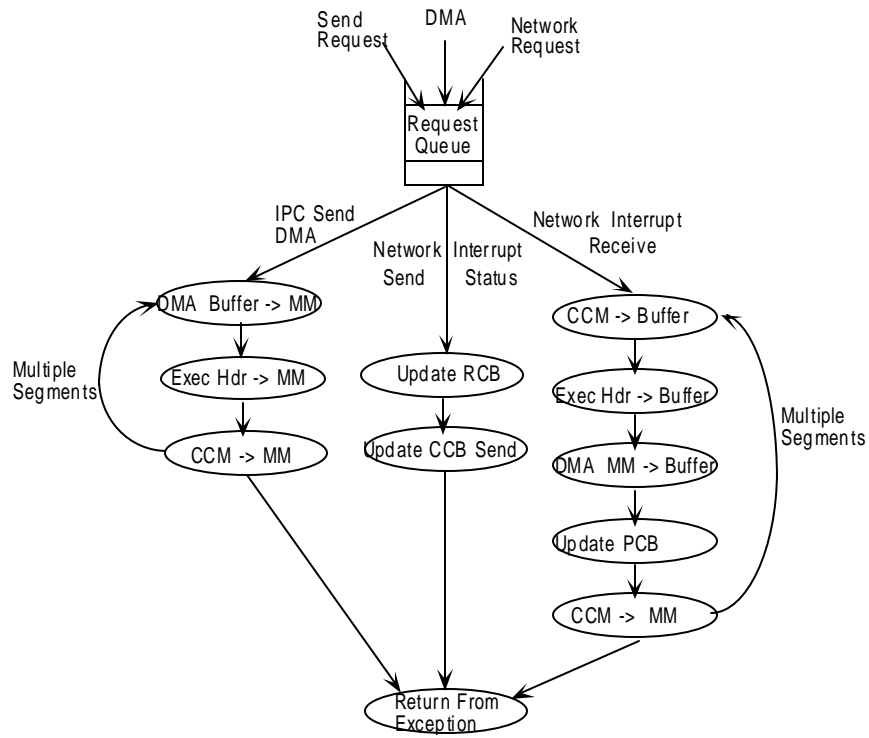 Send
Request
DMA
Network
Request
Request
Queue
IPC Send
DMA
Network Interrupt
Send Status
Network Interrupt
Receive
DMA Buffer -> MM
Exec Hdr -> MM
CCM -> MM
Multiple
Segments
Update RCB
Update CCB Send
CCM -> Buffer
Exec Hdr -> Buffer
DMA MM -> Buffer
Update PCB
CCM -> MM
Multiple
Segments
Return From
Exception